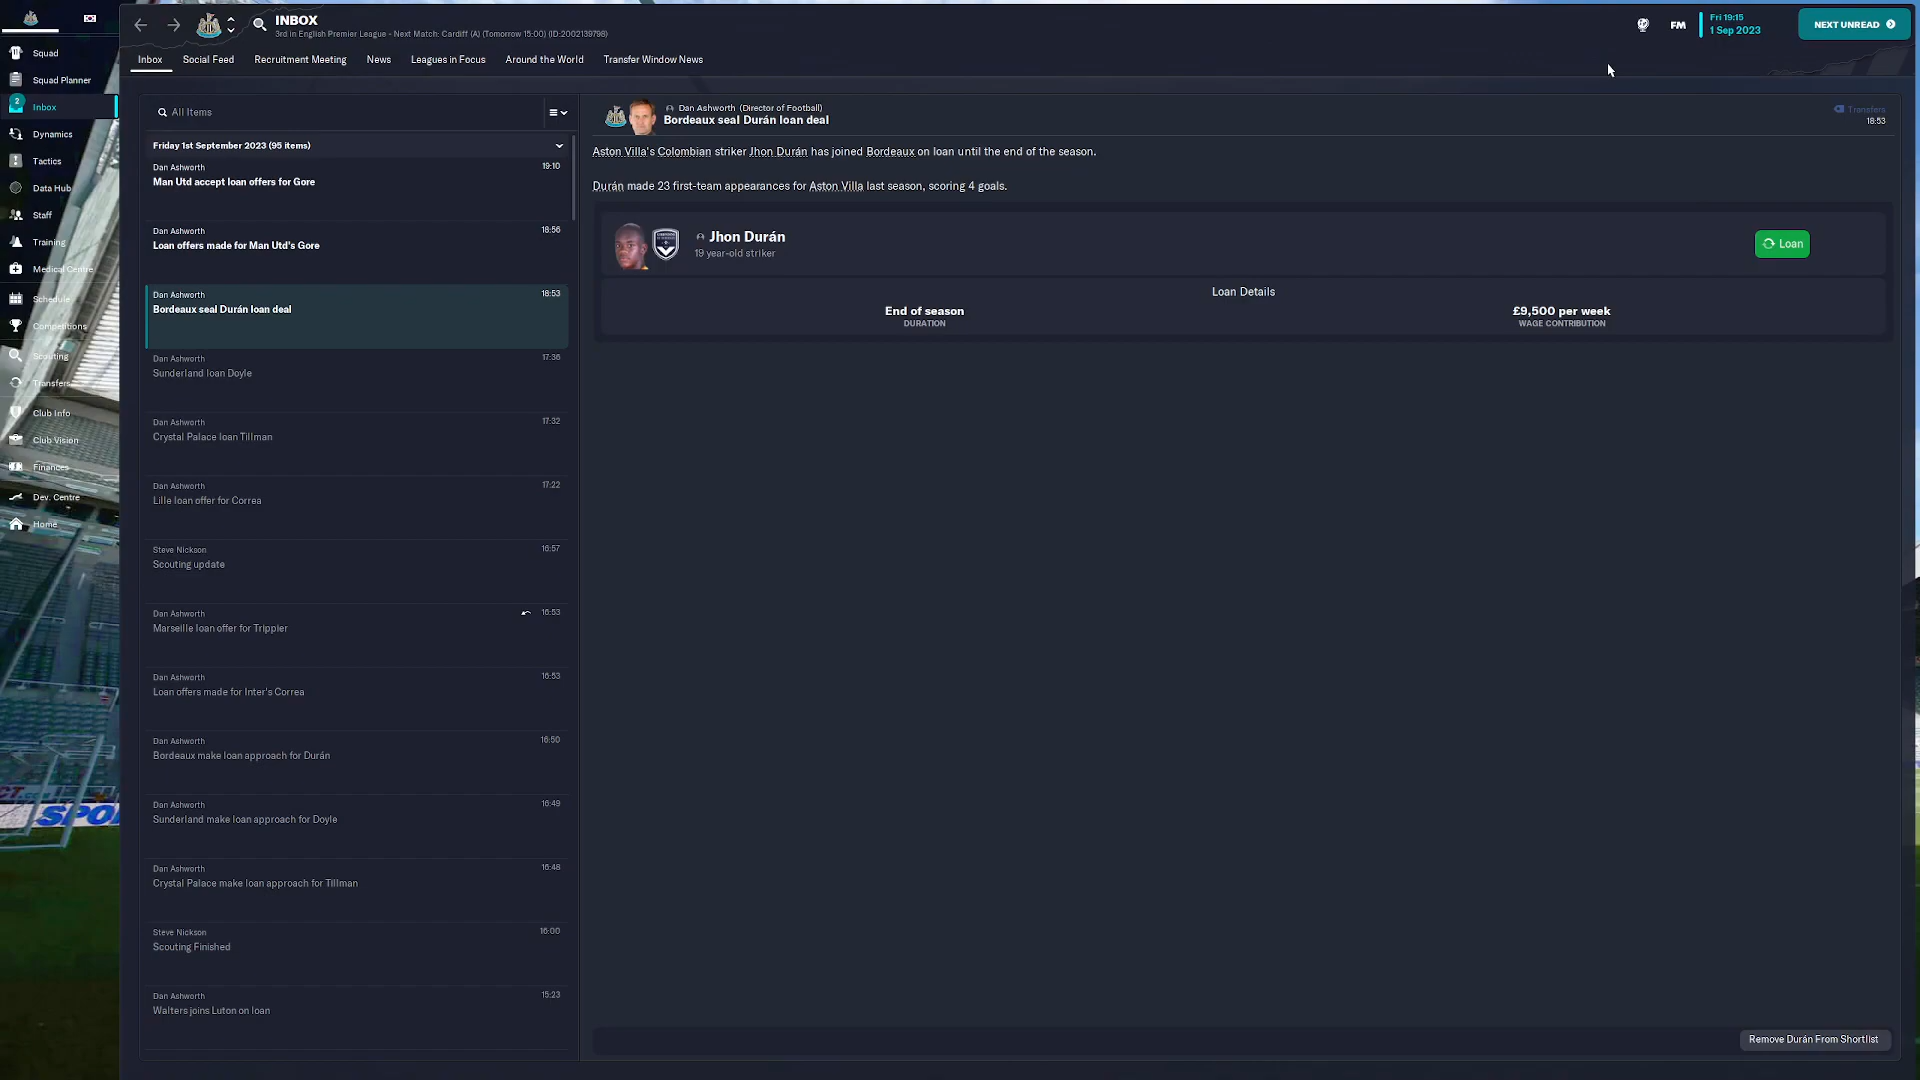 INBOX
3rd in English Premier League - Next Match: Cardiff (A) (Tomorrow 15:00) (ID:2002139798)
FM
Fri 19:15
1 Sep 2023
NEXT UNREAD
Inbox
Social Feed
Recruitment Meeting
News
Leagues in Focus
Around the World
Transfer Window News
Squad
Squad Planner
2
Inbox
Dynamics
Tactics
Data Hub
Staff
Training
Medical Centre
Schedule
Competitions
Scouting
Transfers
Club Info
Club Vision
Finances
Dev. Centre
Home
All Items
Friday 1st September 2023 (95 items)
Dan Ashworth 19:10
Man Utd accept loan offers for Gore
Dan Ashworth 18:56
Loan offers made for Man Utd's Gore
Dan Ashworth 18:53
Bordeaux seal Durán loan deal
Dan Ashworth 17:36
Sunderland loan Doyle
Dan Ashworth 17:32
Crystal Palace loan Tillman
Dan Ashworth 17:22
Lille loan offer for Correa
Steve Nickson 16:57
Scouting update
Dan Ashworth 16:53
Marseille loan offer for Trippier
Dan Ashworth 16:53
Loan offers made for Inter's Correa
Dan Ashworth 16:50
Bordeaux make loan approach for Durán
Dan Ashworth 16:49
Sunderland make loan approach for Doyle
Dan Ashworth 16:48
Crystal Palace make loan approach for Tillman
Steve Nickson 16:00
Scouting Finished
Dan Ashworth 15:23
Walters joins Luton on loan
Dan Ashworth (Director of Football)
Bordeaux seal Durán loan deal
Transfers
18:53
Aston Villa's Colombian striker Jhon Durán has joined Bordeaux on loan until the end of the season.
Durán made 23 first-team appearances for Aston Villa last season, scoring 4 goals.
Jhon Durán
19 year-old striker
Loan
Loan Details
End of season
DURATION
£9,500 per week
WAGE CONTRIBUTION
Remove Durán From Shortlist